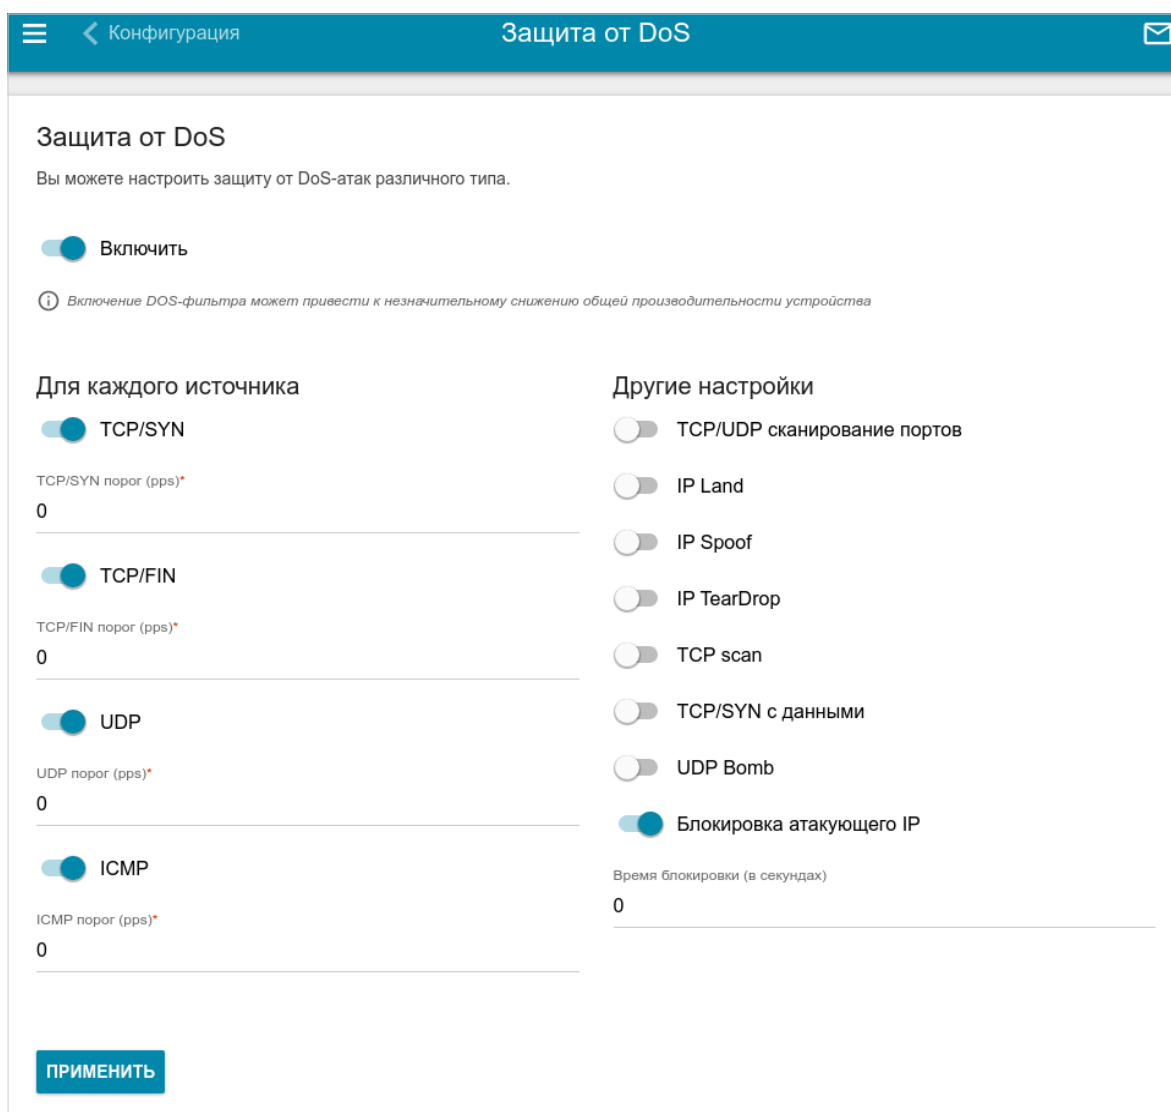 Конфигурация
Защита от DoS
Защита от DoS
Вы можете настроить защиту от DoS-атак различного типа.
Включить
Включение DOS-фильтра может привести к незначительному снижению общей производительности устройства
Для каждого источника
TCP/SYN
TCP/SYN порог (pps)*
0
TCP/FIN
TCP/FIN порог (pps)*
0
UDP
UDP порог (pps)*
0
ICMP
ICMP порог (pps)*
0
Другие настройки
TCP/UDP сканирование портов
IP Land
IP Spoof
IP TearDrop
TCP scan
TCP/SYN с данными
UDP Bomb
Блокировка атакующего IP
Время блокировки (в секундах)
0
ПРИМЕНИТЬ